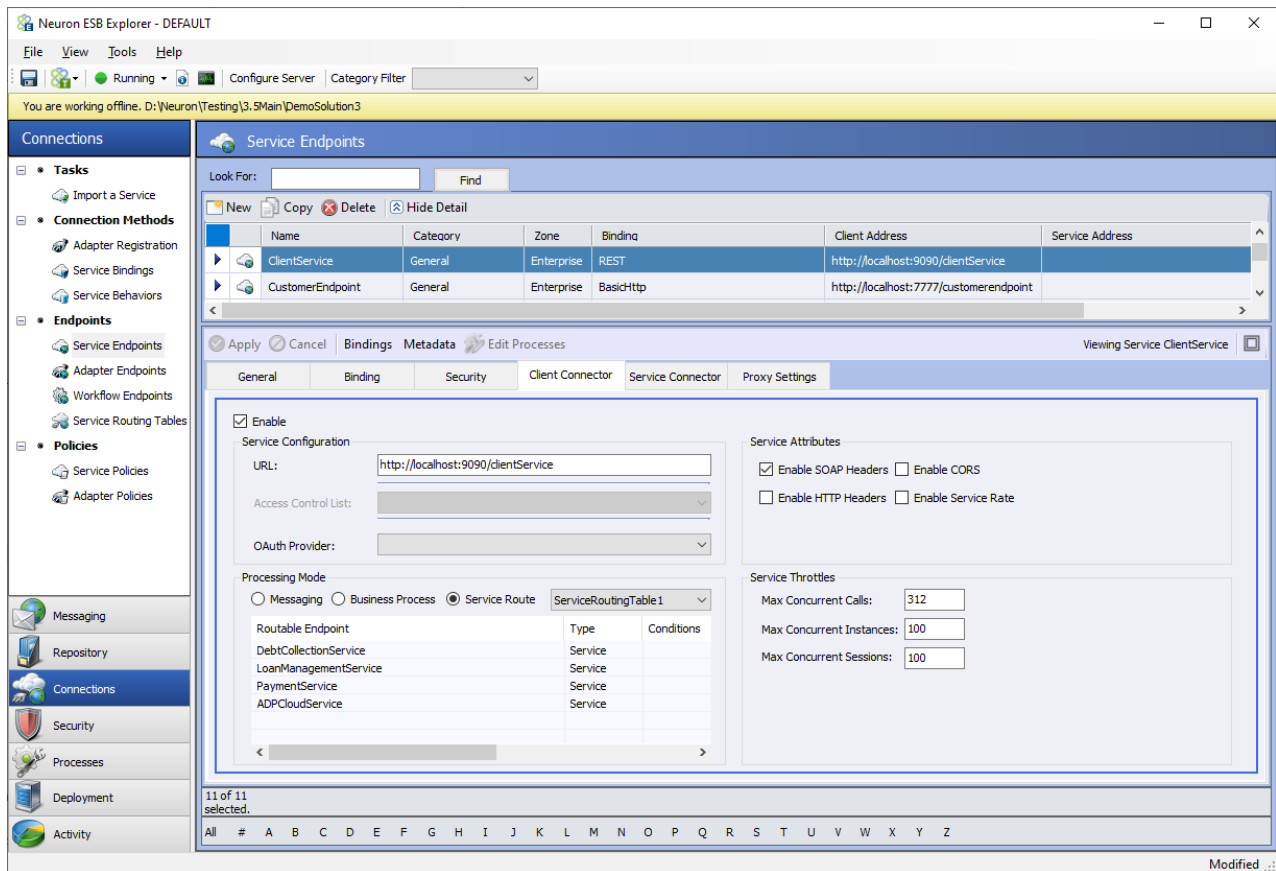 Neuron ESB Explorer - DEFAULT
File View Tools Help
Running Configure Server Category Filter
You are working offline. D:\Neuron\Testing\3.5Main\DemoSolution3
Connections
Tasks
Import a Service
Connection Methods
Adapter Registration
Service Bindings
Service Behaviors
Endpoints
Service Endpoints
Adapter Endpoints
Workflow Endpoints
Service Routing Tables
Policies
Service Policies
Adapter Policies
Messaging
Repository
Connections
Security
Processes
Deployment
Activity
Service Endpoints
Look For: Find
New Copy Delete Hide Detail
Name Category Zone Binding Client Address Service Address
ClientService General Enterprise REST http://localhost:9090/clientService
CustomerEndpoint General Enterprise BasicHttp http://localhost:7777/customerendpoint
Apply Cancel Bindings Metadata Edit Processes Viewing Service ClientService
General Binding Security Client Connector Service Connector Proxy Settings
Enable
Service Configuration
URL: http://localhost:9090/clientService
Access Control List:
OAuth Provider:
Service Attributes
Enable SOAP Headers Enable CORS
Enable HTTP Headers Enable Service Rate
Processing Mode
Messaging Business Process Service Route ServiceRoutingTable1
Routable Endpoint Type Conditions
DebtCollectionService Service
LoanManagementService Service
PaymentService Service
ADPCloudService Service
Service Throttles
Max Concurrent Calls: 312
Max Concurrent Instances: 100
Max Concurrent Sessions: 100
11 of 11
selected.
All # A B C D E F G H I J K L M N O P Q R S T U V W X Y Z
Modified